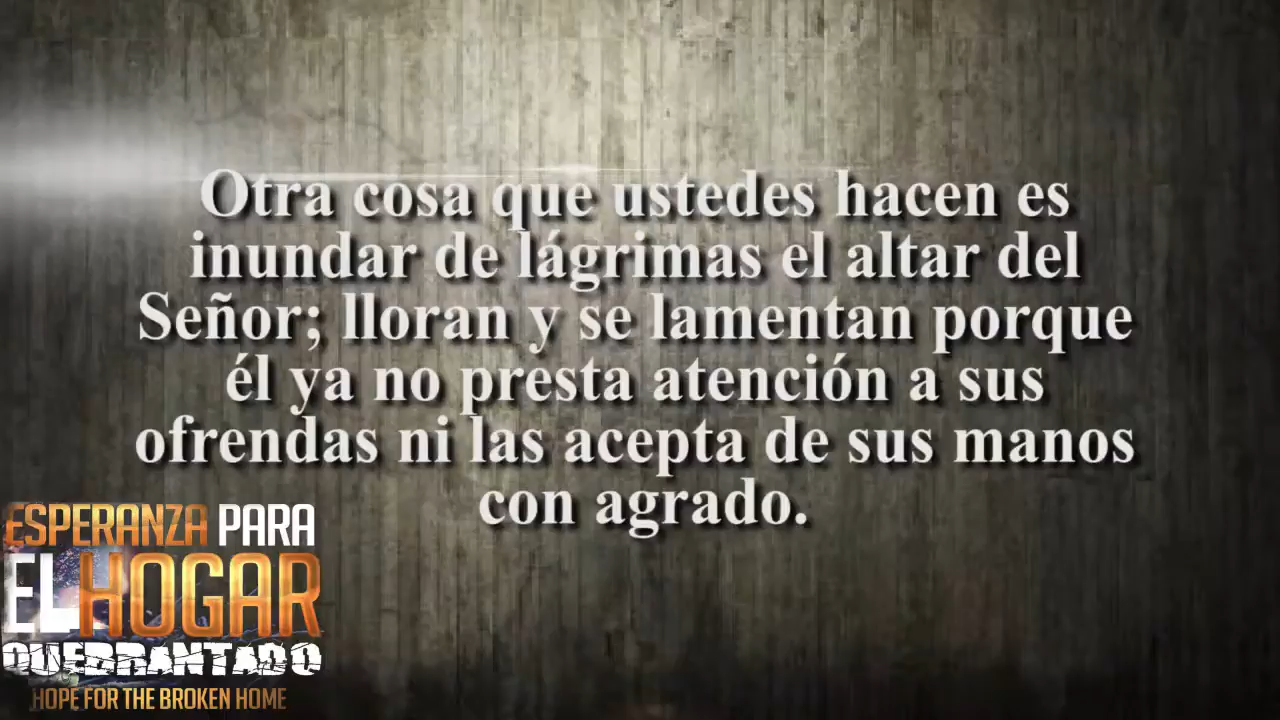 Otra cosa que ustedes hacen es
inundar de lágrimas el altar del
Señor; lloran y se lamentan porque
él ya no presta atención a sus
ofrendas ni las acepta de sus manos
con agrado.
ESPERANZA PARA
EL HOGAR
QUEBRANTADO
HOPE FOR THE BROKEN HOME